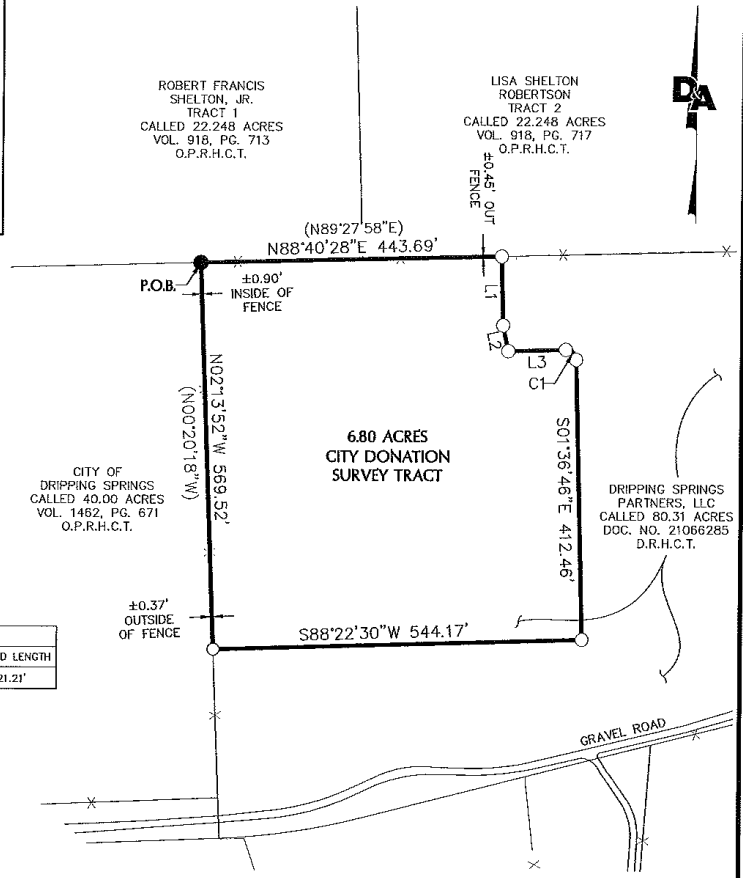 ROBERT FRANCIS
SHELTON, JR.
TRACT 1
CALLED 22.248 ACRES
VOL. 918, PG. 713
O.P.R.H.C.T.
LISA SHELTON
ROBERTSON
TRACT 2
CALLED 22.248 ACRES
VOL. 918, PG. 717
O.P.R.H.C.T.
D&A
±0.45' OUT
FENCE
(N89°27'58"E)
N88°40'28"E 443.69'
P.O.B.
±0.90'
INSIDE OF
FENCE
L1
L2
L3
C1
N02°13'52"W 569.52'
(N00°20'18"W)
6.80 ACRES
CITY DONATION
SURVEY TRACT
S01°36'46"E 412.46'
CITY OF
DRIPPING SPRINGS
CALLED 40.00 ACRES
VOL. 1462, PG. 671
O.P.R.H.C.T.
DRIPPING SPRINGS
PARTNERS, LLC
CALLED 80.31 ACRES
DOC. NO. 21066285
D.R.H.C.T.
±0.37'
OUTSIDE
OF FENCE
S88°22'30"W 544.17'
D LENGTH
21.21'
GRAVEL ROAD